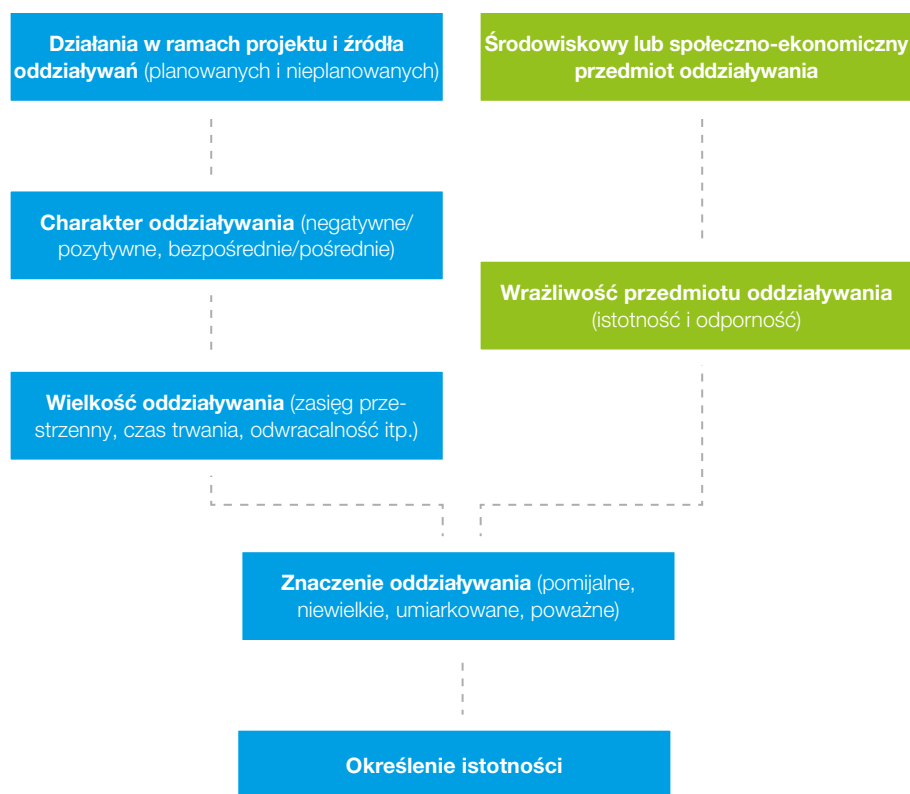 Działania w ramach projektu i źródła
oddziaływań (planowanych i nieplanowanych)
Środowiskowy lub społeczno-ekonomiczny
przedmiot oddziaływania
Charakter oddziaływania (negatywne/
pozytywne, bezpośrednie/pośrednie)
Wrażliwość przedmiotu oddziaływania
(istotność i odporność)
Wielkość oddziaływania (zasięg prze-
strzenny, czas trwania, odwracalność itp.)
Znaczenie oddziaływania (pomijalne,
niewielkie, umiarkowane, poważne)
Określenie istotności